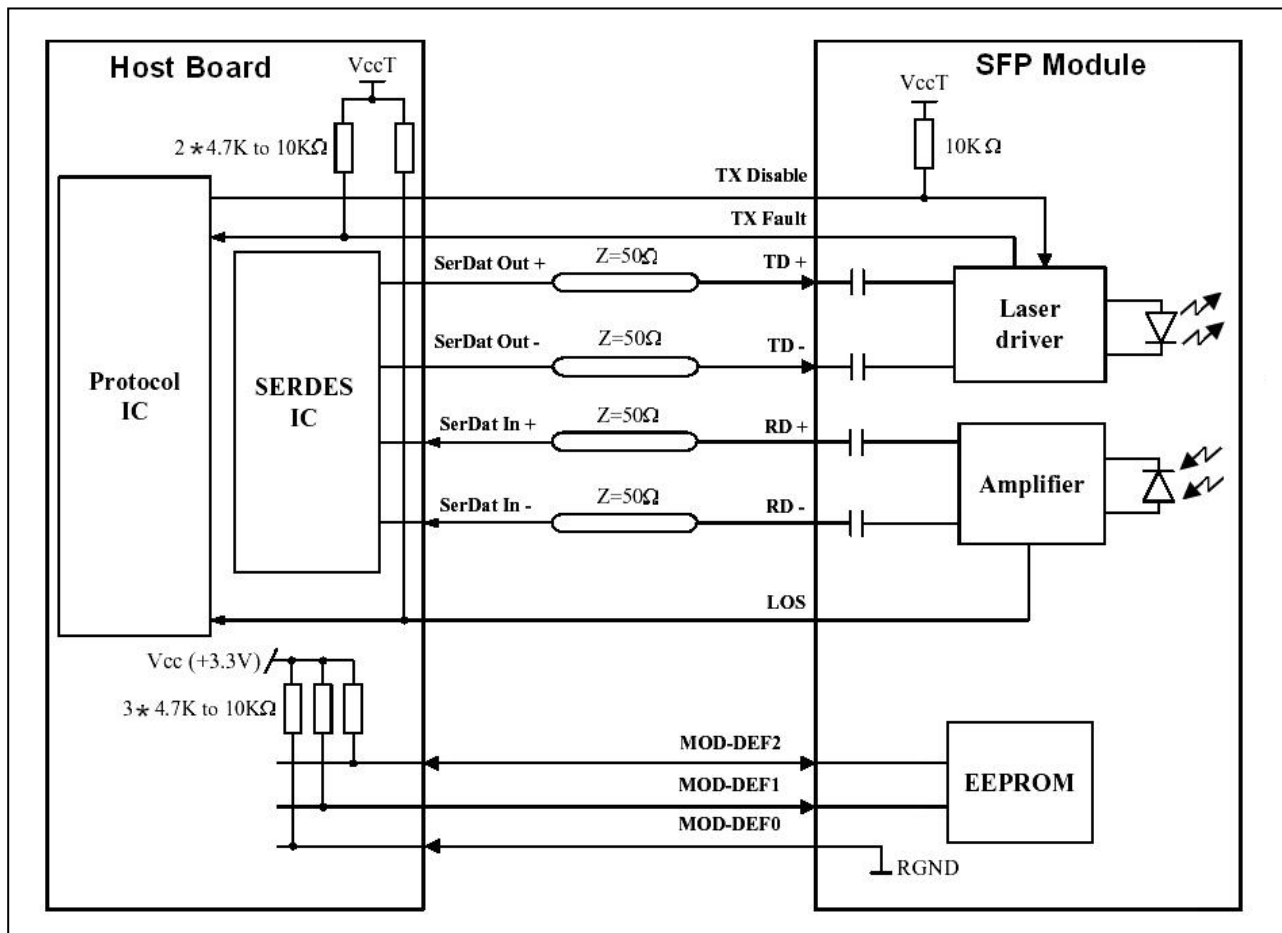 Host Board
VccT
2*4.7K to 10KΩ
SFP Module
VccT
10KΩ
TX Disable
TX Fault
SerDat Out +
Z=50Ω
TD +
SerDat Out -
Z=50Ω
TD -
Laser
driver
Protocol
IC
SERDES
IC
SerDat In +
Z=50Ω
RD +
SerDat In -
Z=50Ω
RD -
Amplifier
LOS
Vcc (+3.3V)
3* 4.7K to 10KΩ
MOD-DEF2
MOD-DEF1
MOD-DEF0
EEPROM
RGND